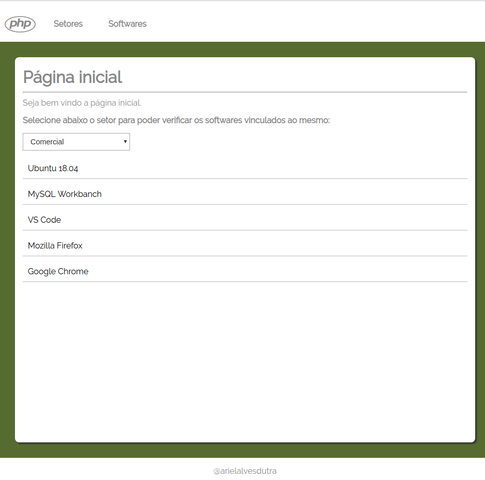 php Setores Softwares
Página inicial
Seja bem vindo a página inicial.
Selecione abaixo o setor para poder verificar os softwares vinculados ao mesmo:
Comercial
Ubuntu 18.04
MySQL Workbanch
VS Code
Mozilla Firefox
Google Chrome
@arielalvesdutra